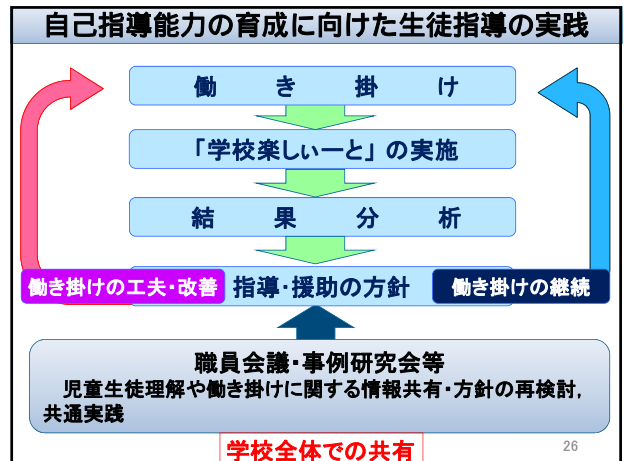 自己指導能力の育成に向けた生徒指導の実践
働き掛け
「学校楽しぃーと」の実施
結果分析
働き掛けの工夫・改善
指導・援助の方針
働き掛けの継続
職員会議・事例研究会等
児童生徒理解や働き掛けに関する情報共有・方針の再検討，
共通実践
学校全体での共有
26